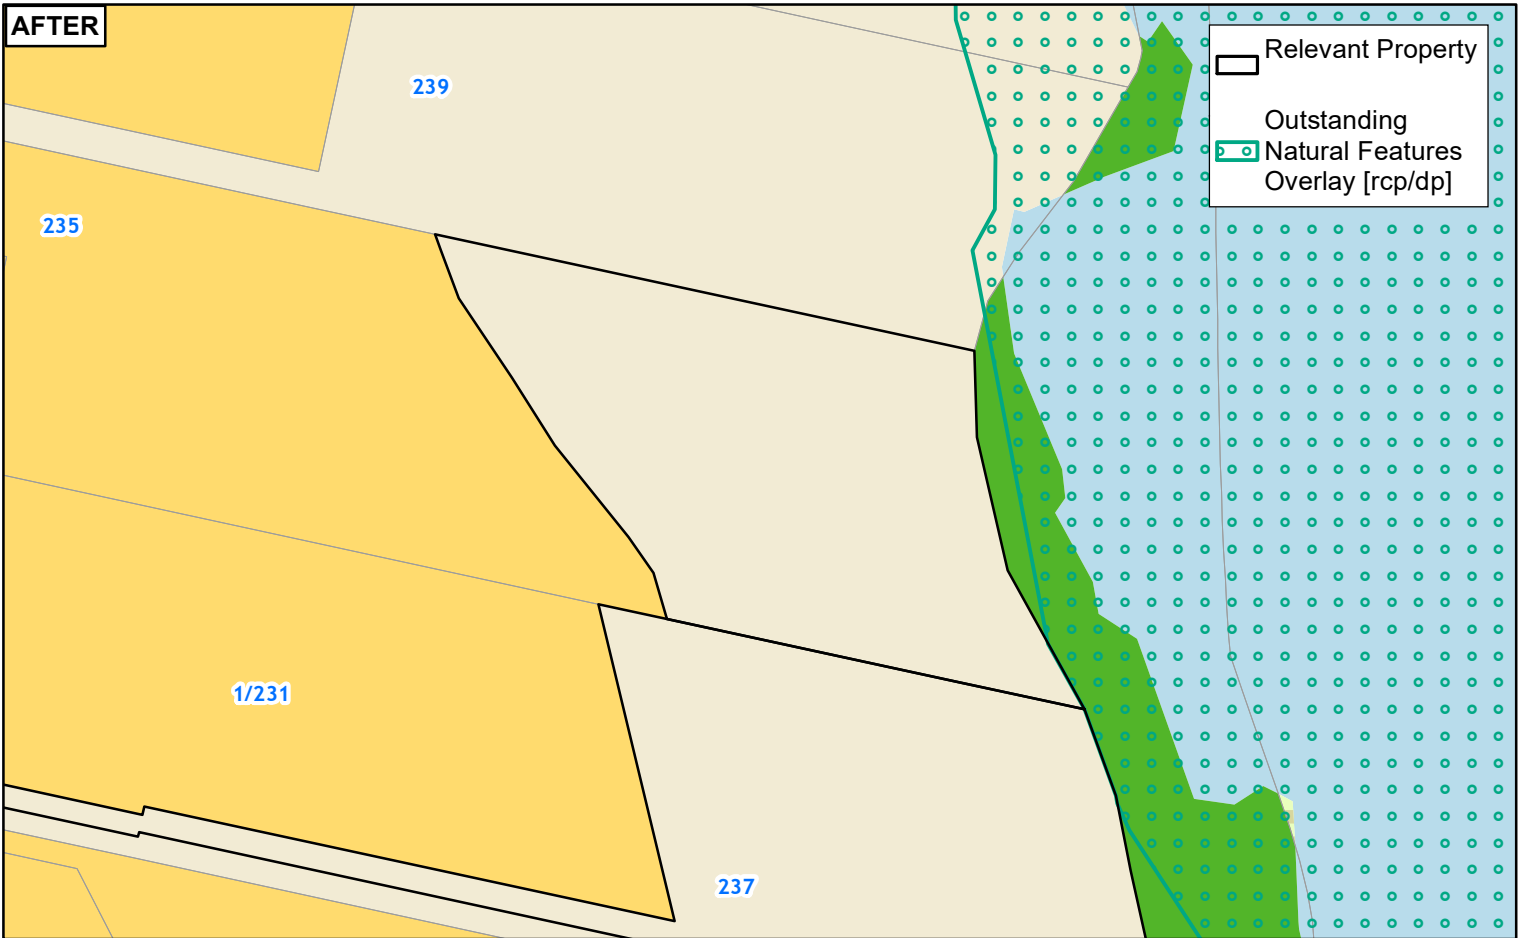 AFTER
Relevant Property
Outstanding
Natural Features
Overlay [rcp/dp]
239
235
1/231
237